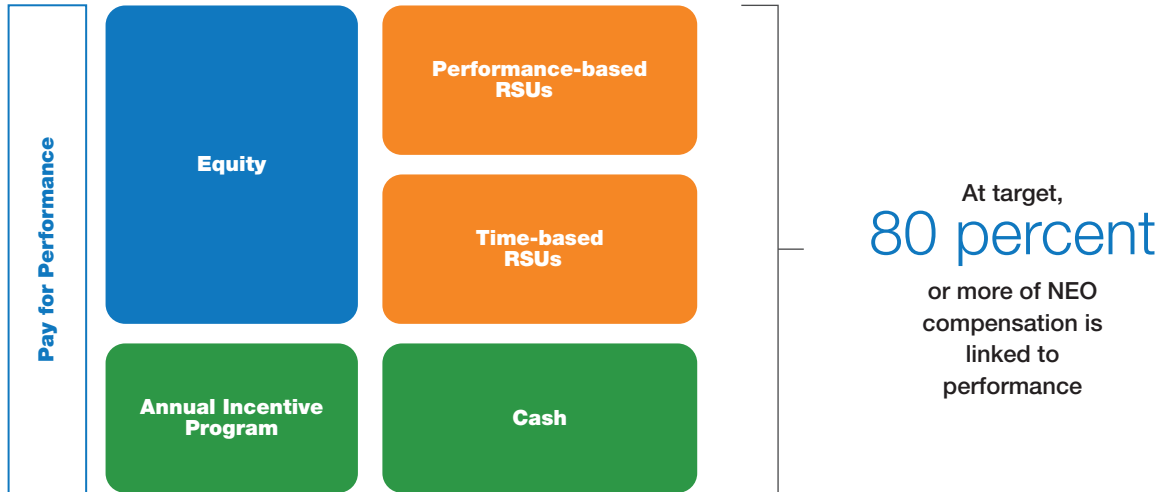 Pay for Performance
Equity
Performance-based
RSUs
Time-based
RSUs
Annual Incentive
Program
Cash
At target,
80 percent
or more of NEO
compensation is
linked to
performance